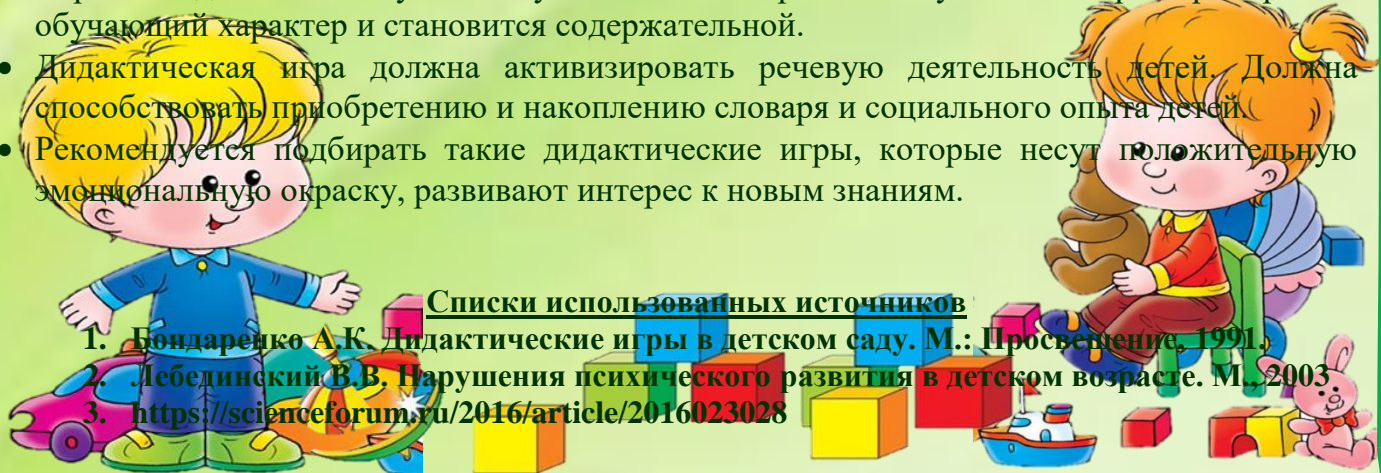 обучающий характер и становится содержательной.
• Дидактическая игра должна активизировать речевую деятельность детей. Должна
способствовать приобретению и накоплению словаря и социального опыта детей.
• Рекомендуется подбирать такие дидактические игры, которые несут положительную
эмоциональную окраску, развивают интерес к новым знаниям.
Списки использованных источников
1. Бондаренко А.К. Дидактические игры в детском саду. М.: Просвещение, 1991.
2. Лебединский В.В. Нарушения психического развития в детском возрасте. М., 2003
3. https://scienceforum.ru/2016/article/2016023028